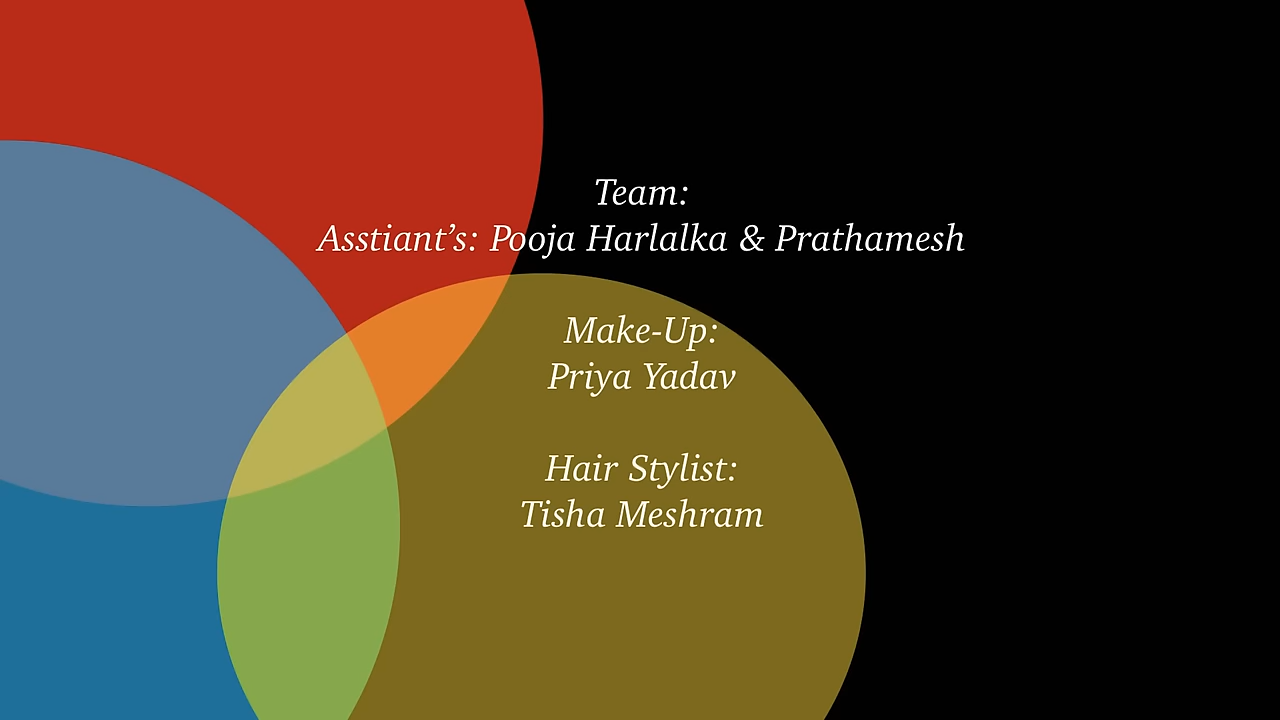 Team:
Asstiant’s: Pooja Harlalka & Prathamesh
Make-Up:
Priya Yadav
Hair Stylist:
Tisha Meshram